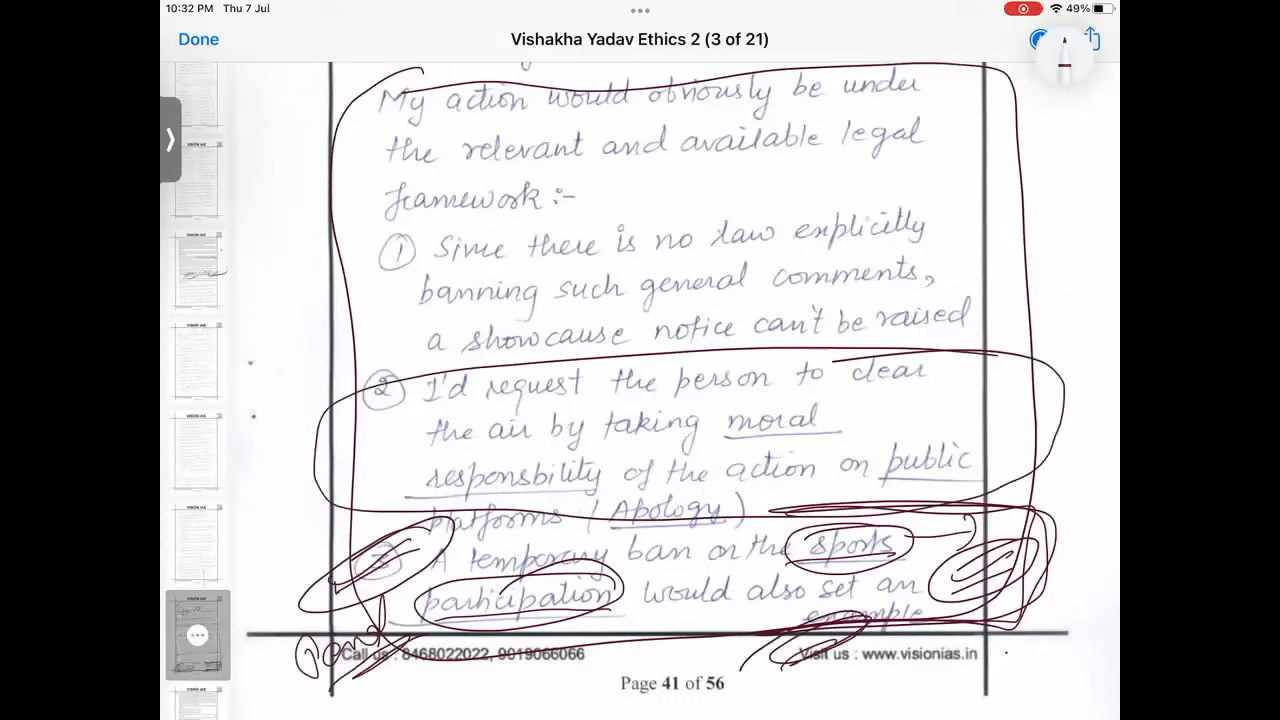 10:32 PM Thu 7 Jul
49%
Done
Vishakha Yadav Ethics 2 (3 of 21)
My action would obviously be under
the relevant and available legal
framework :-
① Since there is no law explicitly
banning such general comments,
a showcause notice can't be raised
② I'd request the person to clear
the air by taking moral
responsbility of the action on public
platforms. (Apology)
③ A temporary ban on the sports
participation would also set an
example
Call us : 8468022022, 9019066066
Visit us : www.visionias.in
Page 41 of 56